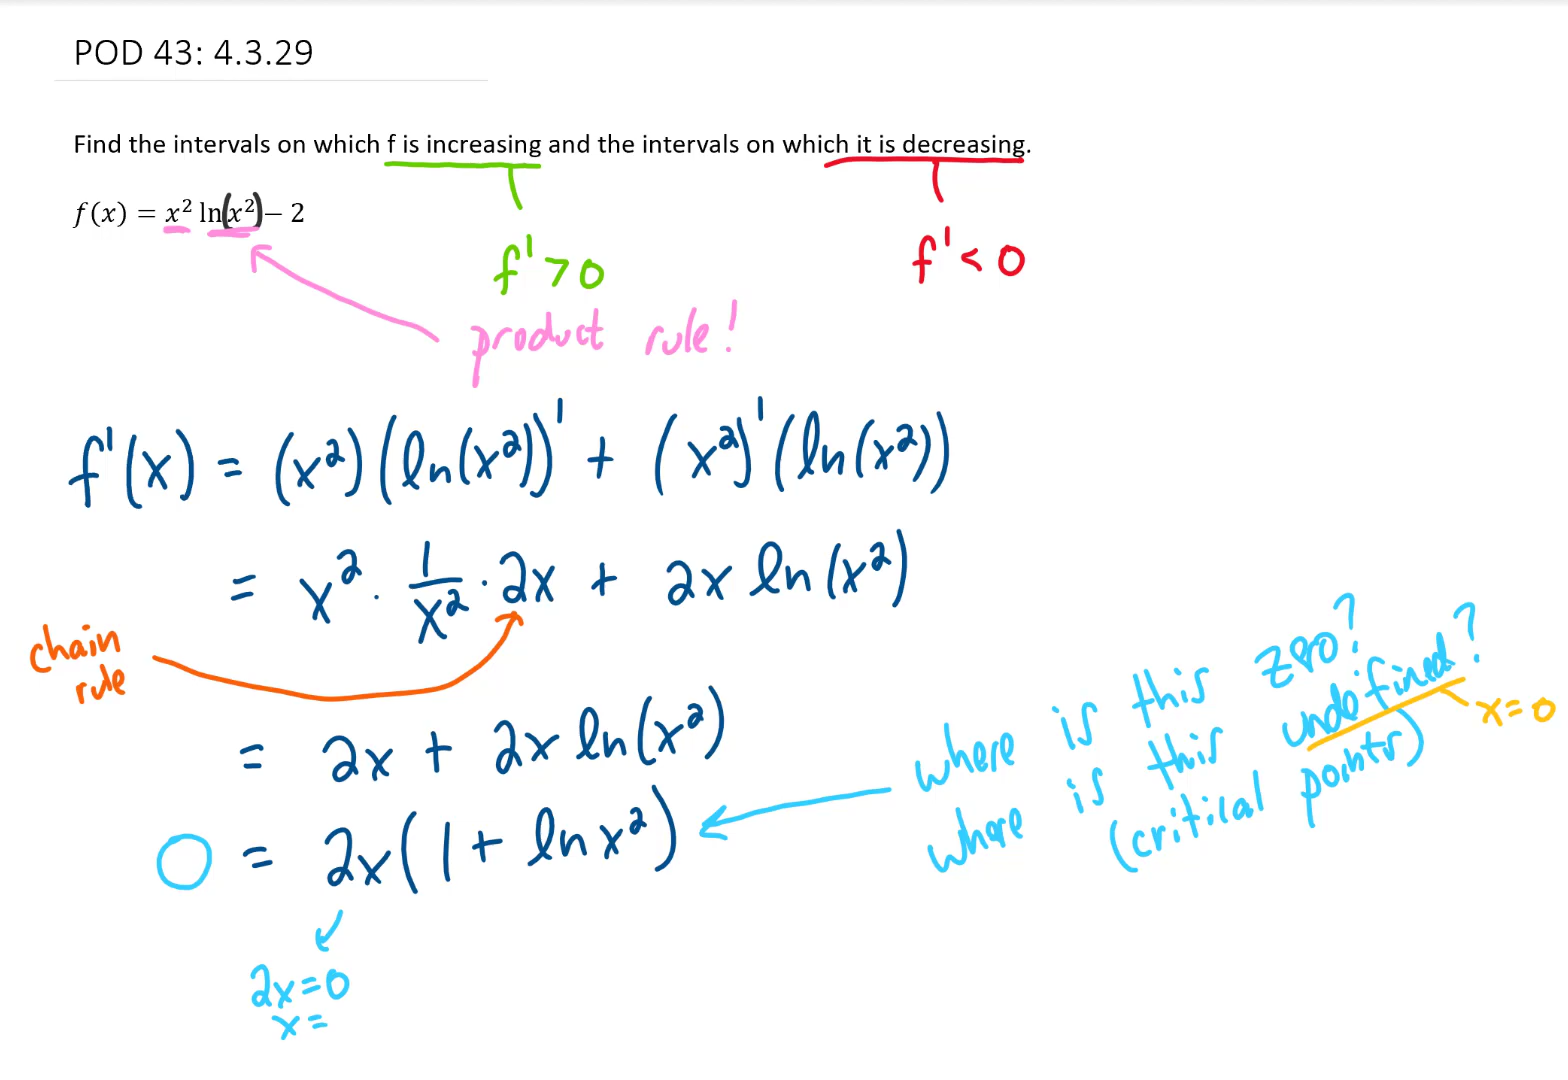 POD 43: 4.3.29
Find the intervals on which f is increasing and the intervals on which it is decreasing.
f(x) = x² ln(x²) − 2
f' > 0
f' < 0
product rule!
f'(x) = (x²)(ln(x²))' + (x²)'(ln(x²))
= x² · 1/x² · 2x + 2x ln(x²)
chain
rule
= 2x + 2x ln(x²)
0 = 2x(1 + ln x²)
where is this zero?
where is this undefined?
x = 0
(critical points)
2x = 0
x =